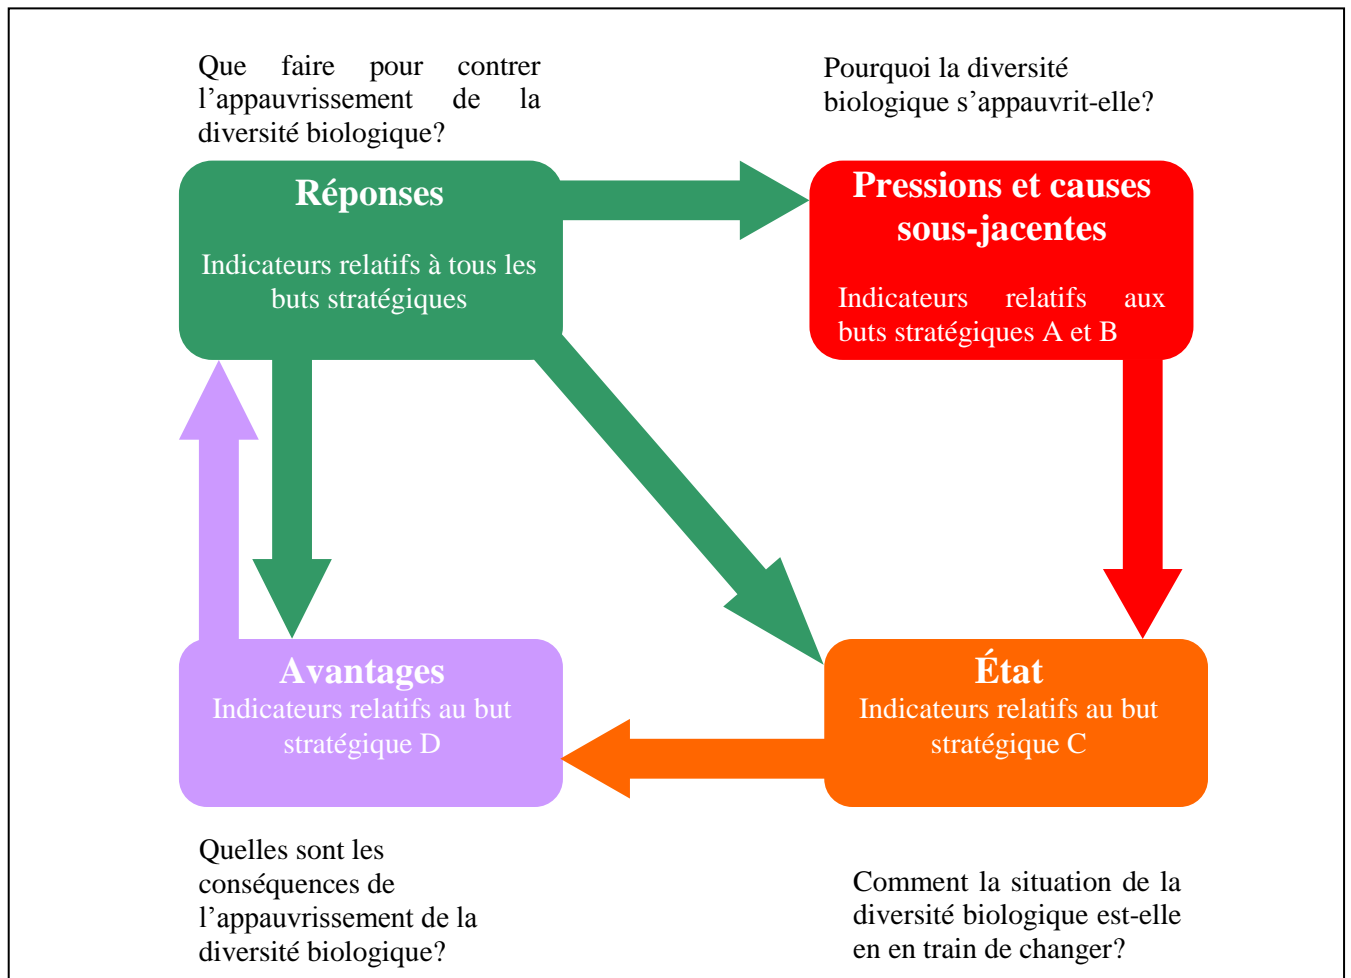 Que faire pour contrer
l’appauvrissement de la
diversité biologique?
Pourquoi la diversité
biologique s’appauvrit-elle?
Réponses
Indicateurs relatifs à tous les
buts stratégiques
Pressions et causes
sous-jacentes
Indicateurs relatifs aux
buts stratégiques A et B
Avantages
Indicateurs relatifs au but
stratégique D
État
Indicateurs relatifs au but
stratégique C
Quelles sont les
conséquences de
l’appauvrissement de la
diversité biologique?
Comment la situation de la
diversité biologique est-elle
en en train de changer?